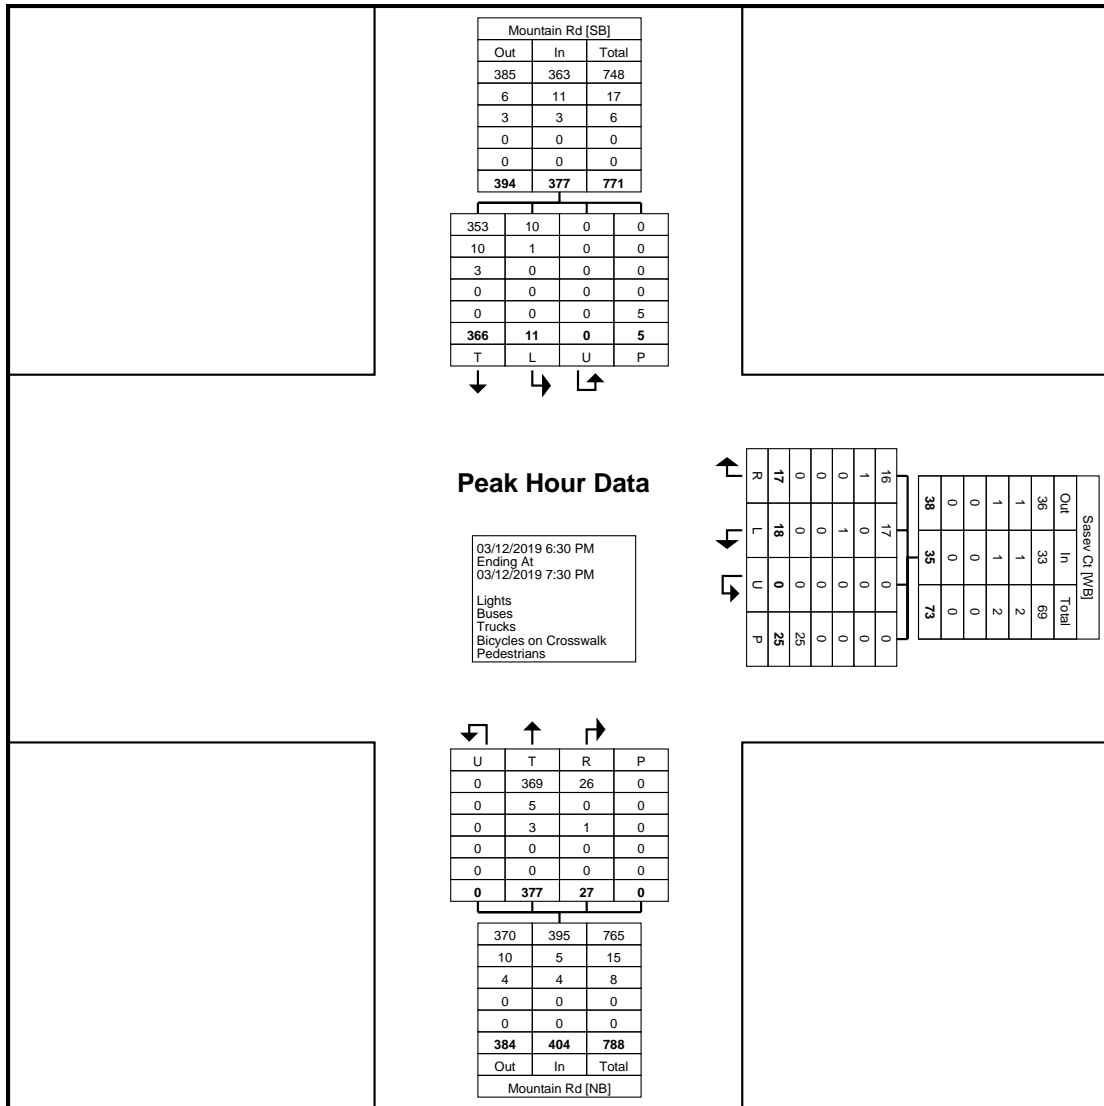 Mountain Rd [SB]
Out In Total
385 363 748
6 11 17
3 3 6
0 0 0
0 0 0
394 377 771
353 10 0 0
10 1 0 0
3 0 0 0
0 0 0 0
0 0 0 5
366 11 0 5
T L U P
Peak Hour Data
03/12/2019 6:30 PM
Ending At
03/12/2019 7:30 PM
Lights
Buses
Trucks
Bicycles on Crosswalk
Pedestrians
Sasev Ct [WB]
Out In Total
36 33 69
1 1 2
1 1 2
0 0 0
0 0 0
38 35 73
16 17 0 0
1 0 0 0
0 1 0 0
0 0 0 0
0 0 0 25
17 18 0 25
R L U P
U T R P
0 369 26 0
0 5 0 0
0 3 1 0
0 0 0 0
0 0 0 0
0 377 27 0
370 395 765
10 5 15
4 4 8
0 0 0
0 0 0
384 404 788
Out In Total
Mountain Rd [NB]